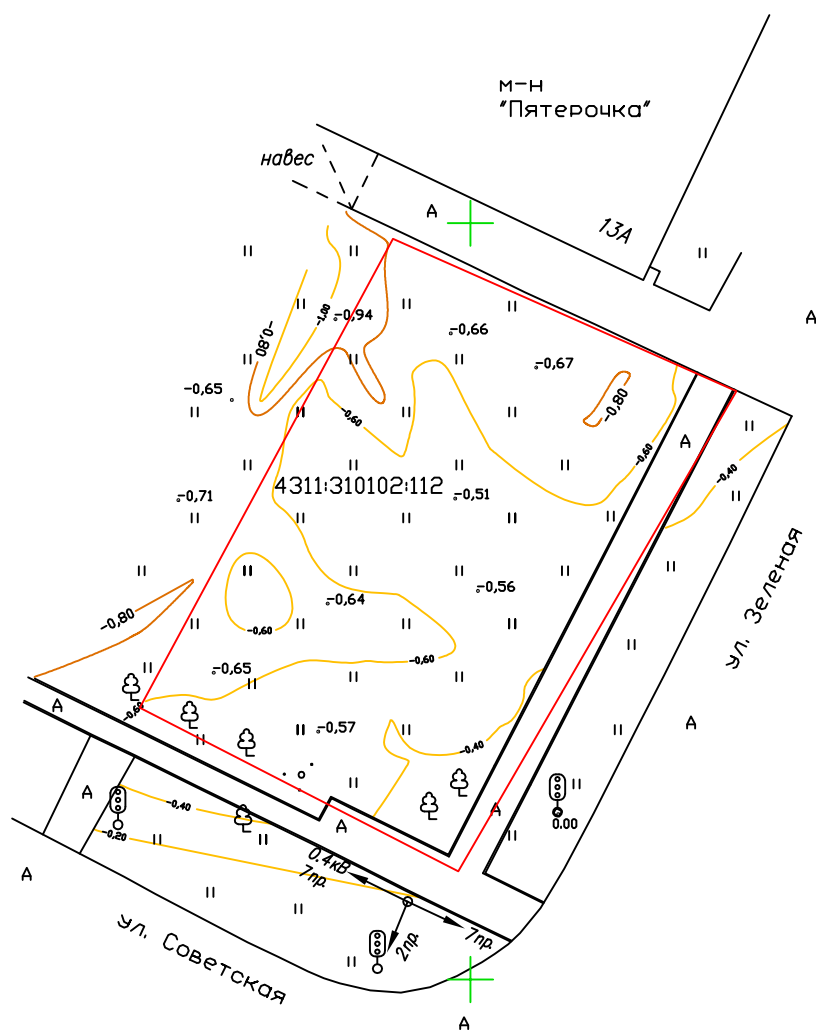 м-н
"Пятерочка"
навес
А
13А
А
-1,00
-0,94
-0,80
-0,66
-0,67
-0,65
-0,60
-0,80
А
-0,60
-0,40
4311:310102:112
-0,71
-0,51
-0,56
-0,64
-0,80
-0,60
-0,60
ул. Зеленая
-0,65
-0,60
А
-0,57
А
-0,40
А
-0,40
А
0.00
А
-0,20
0.4кВ
7пр.
А
7пр.
2пр.
ул. Советская
А